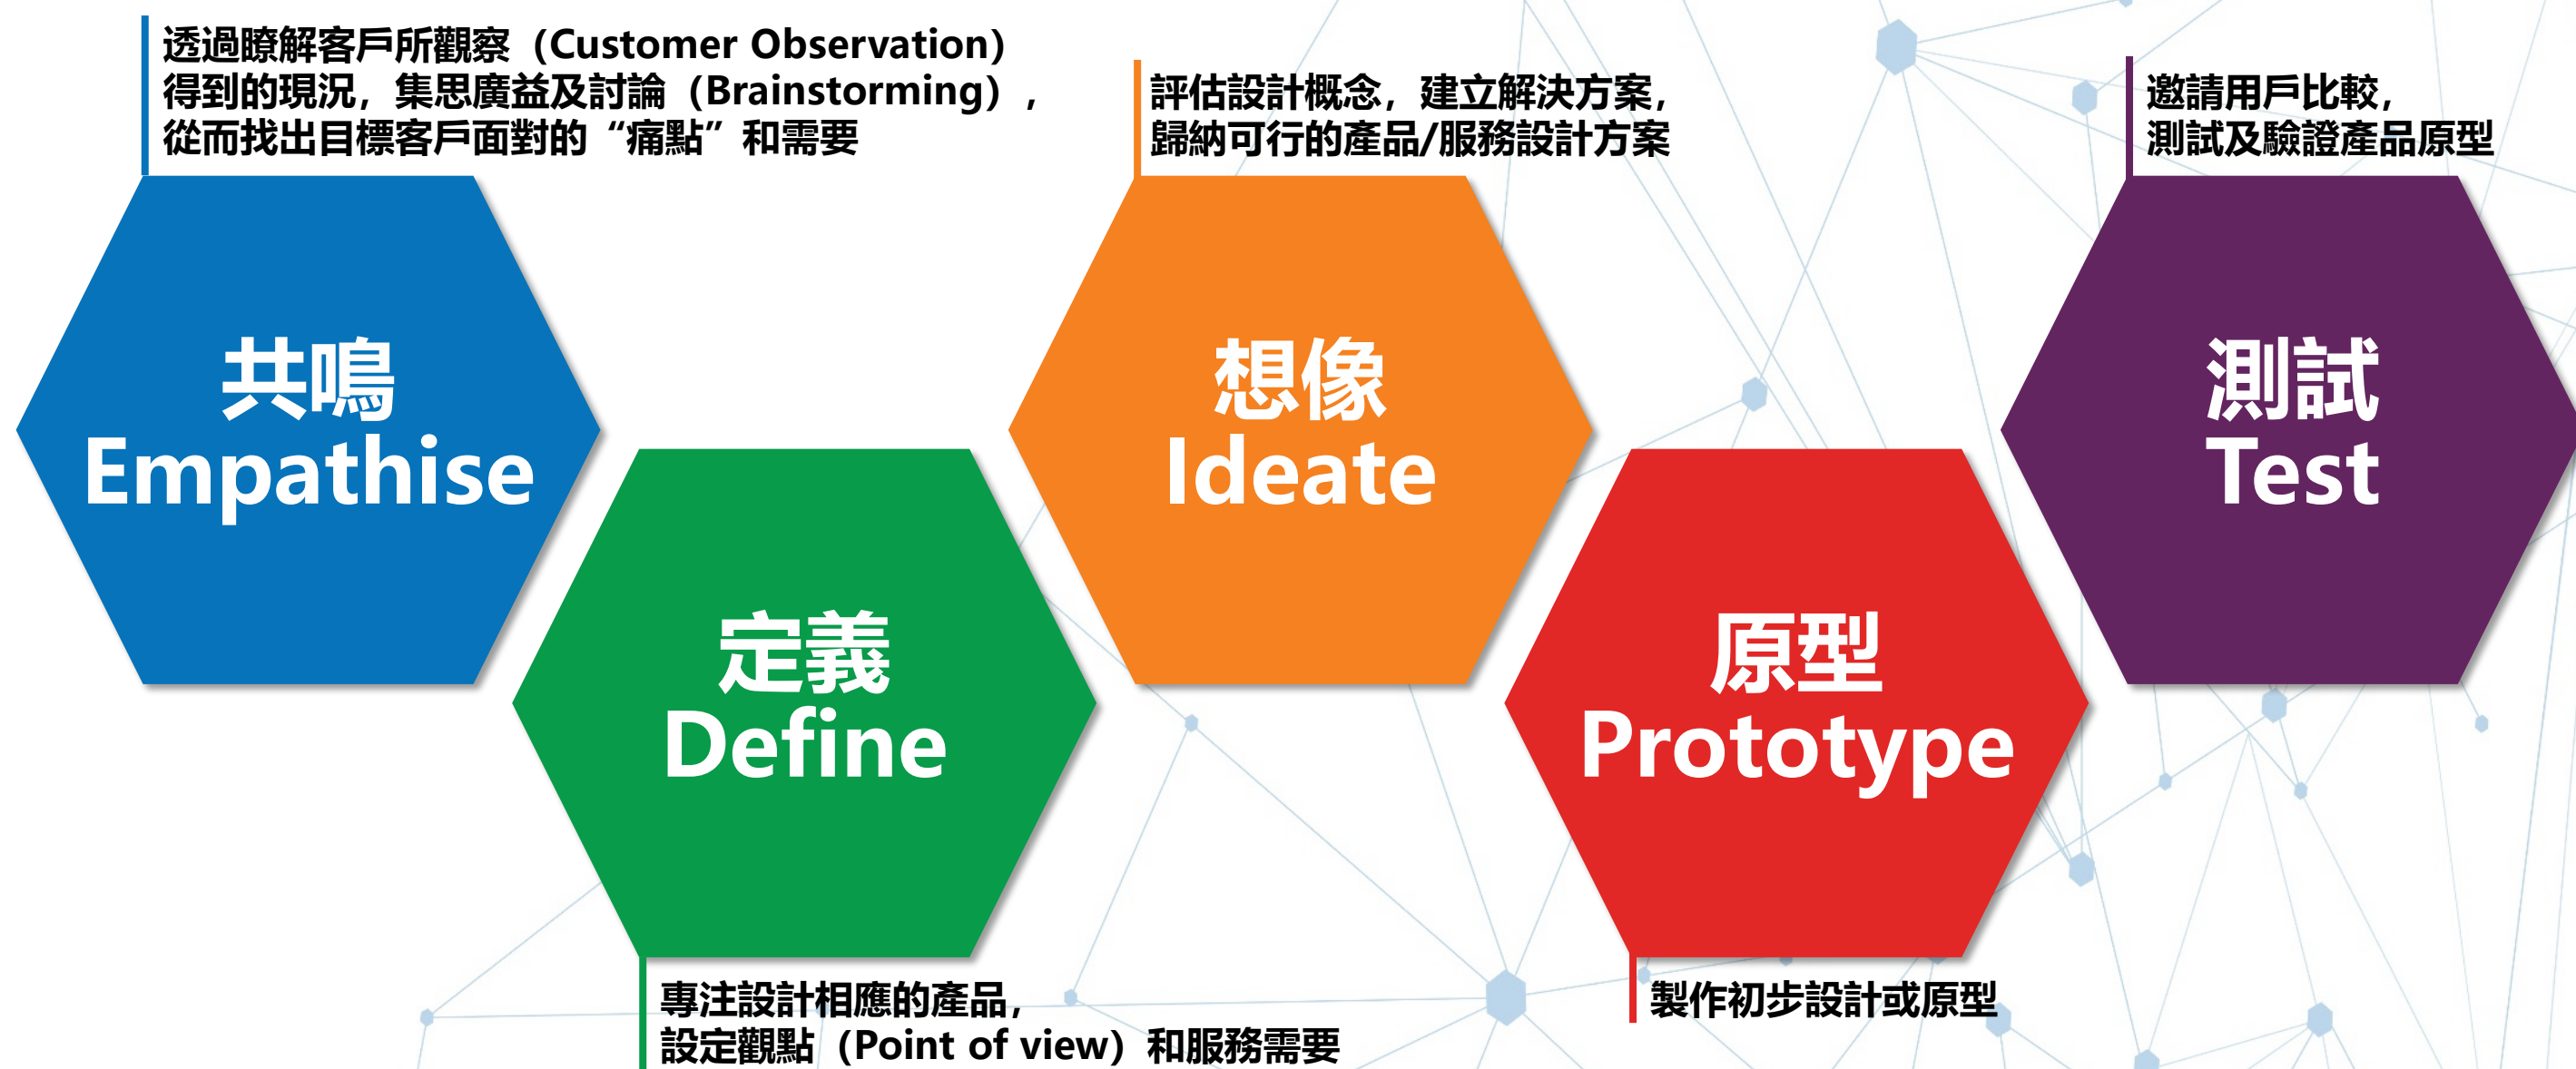 透過瞭解客戶所觀察（Customer Observation）
得到的現況，集思廣益及討論（Brainstorming），
從而找出目標客戶面對的“痛點”和需要
共鳴
Empathise
定義
Define
專注設計相應的產品，
設定觀點（Point of view）和服務需要
評估設計概念，建立解決方案，
歸納可行的產品/服務設計方案
想像
Ideate
原型
Prototype
製作初步設計或原型
邀請用戶比較，
測試及驗證產品原型
測試
Test